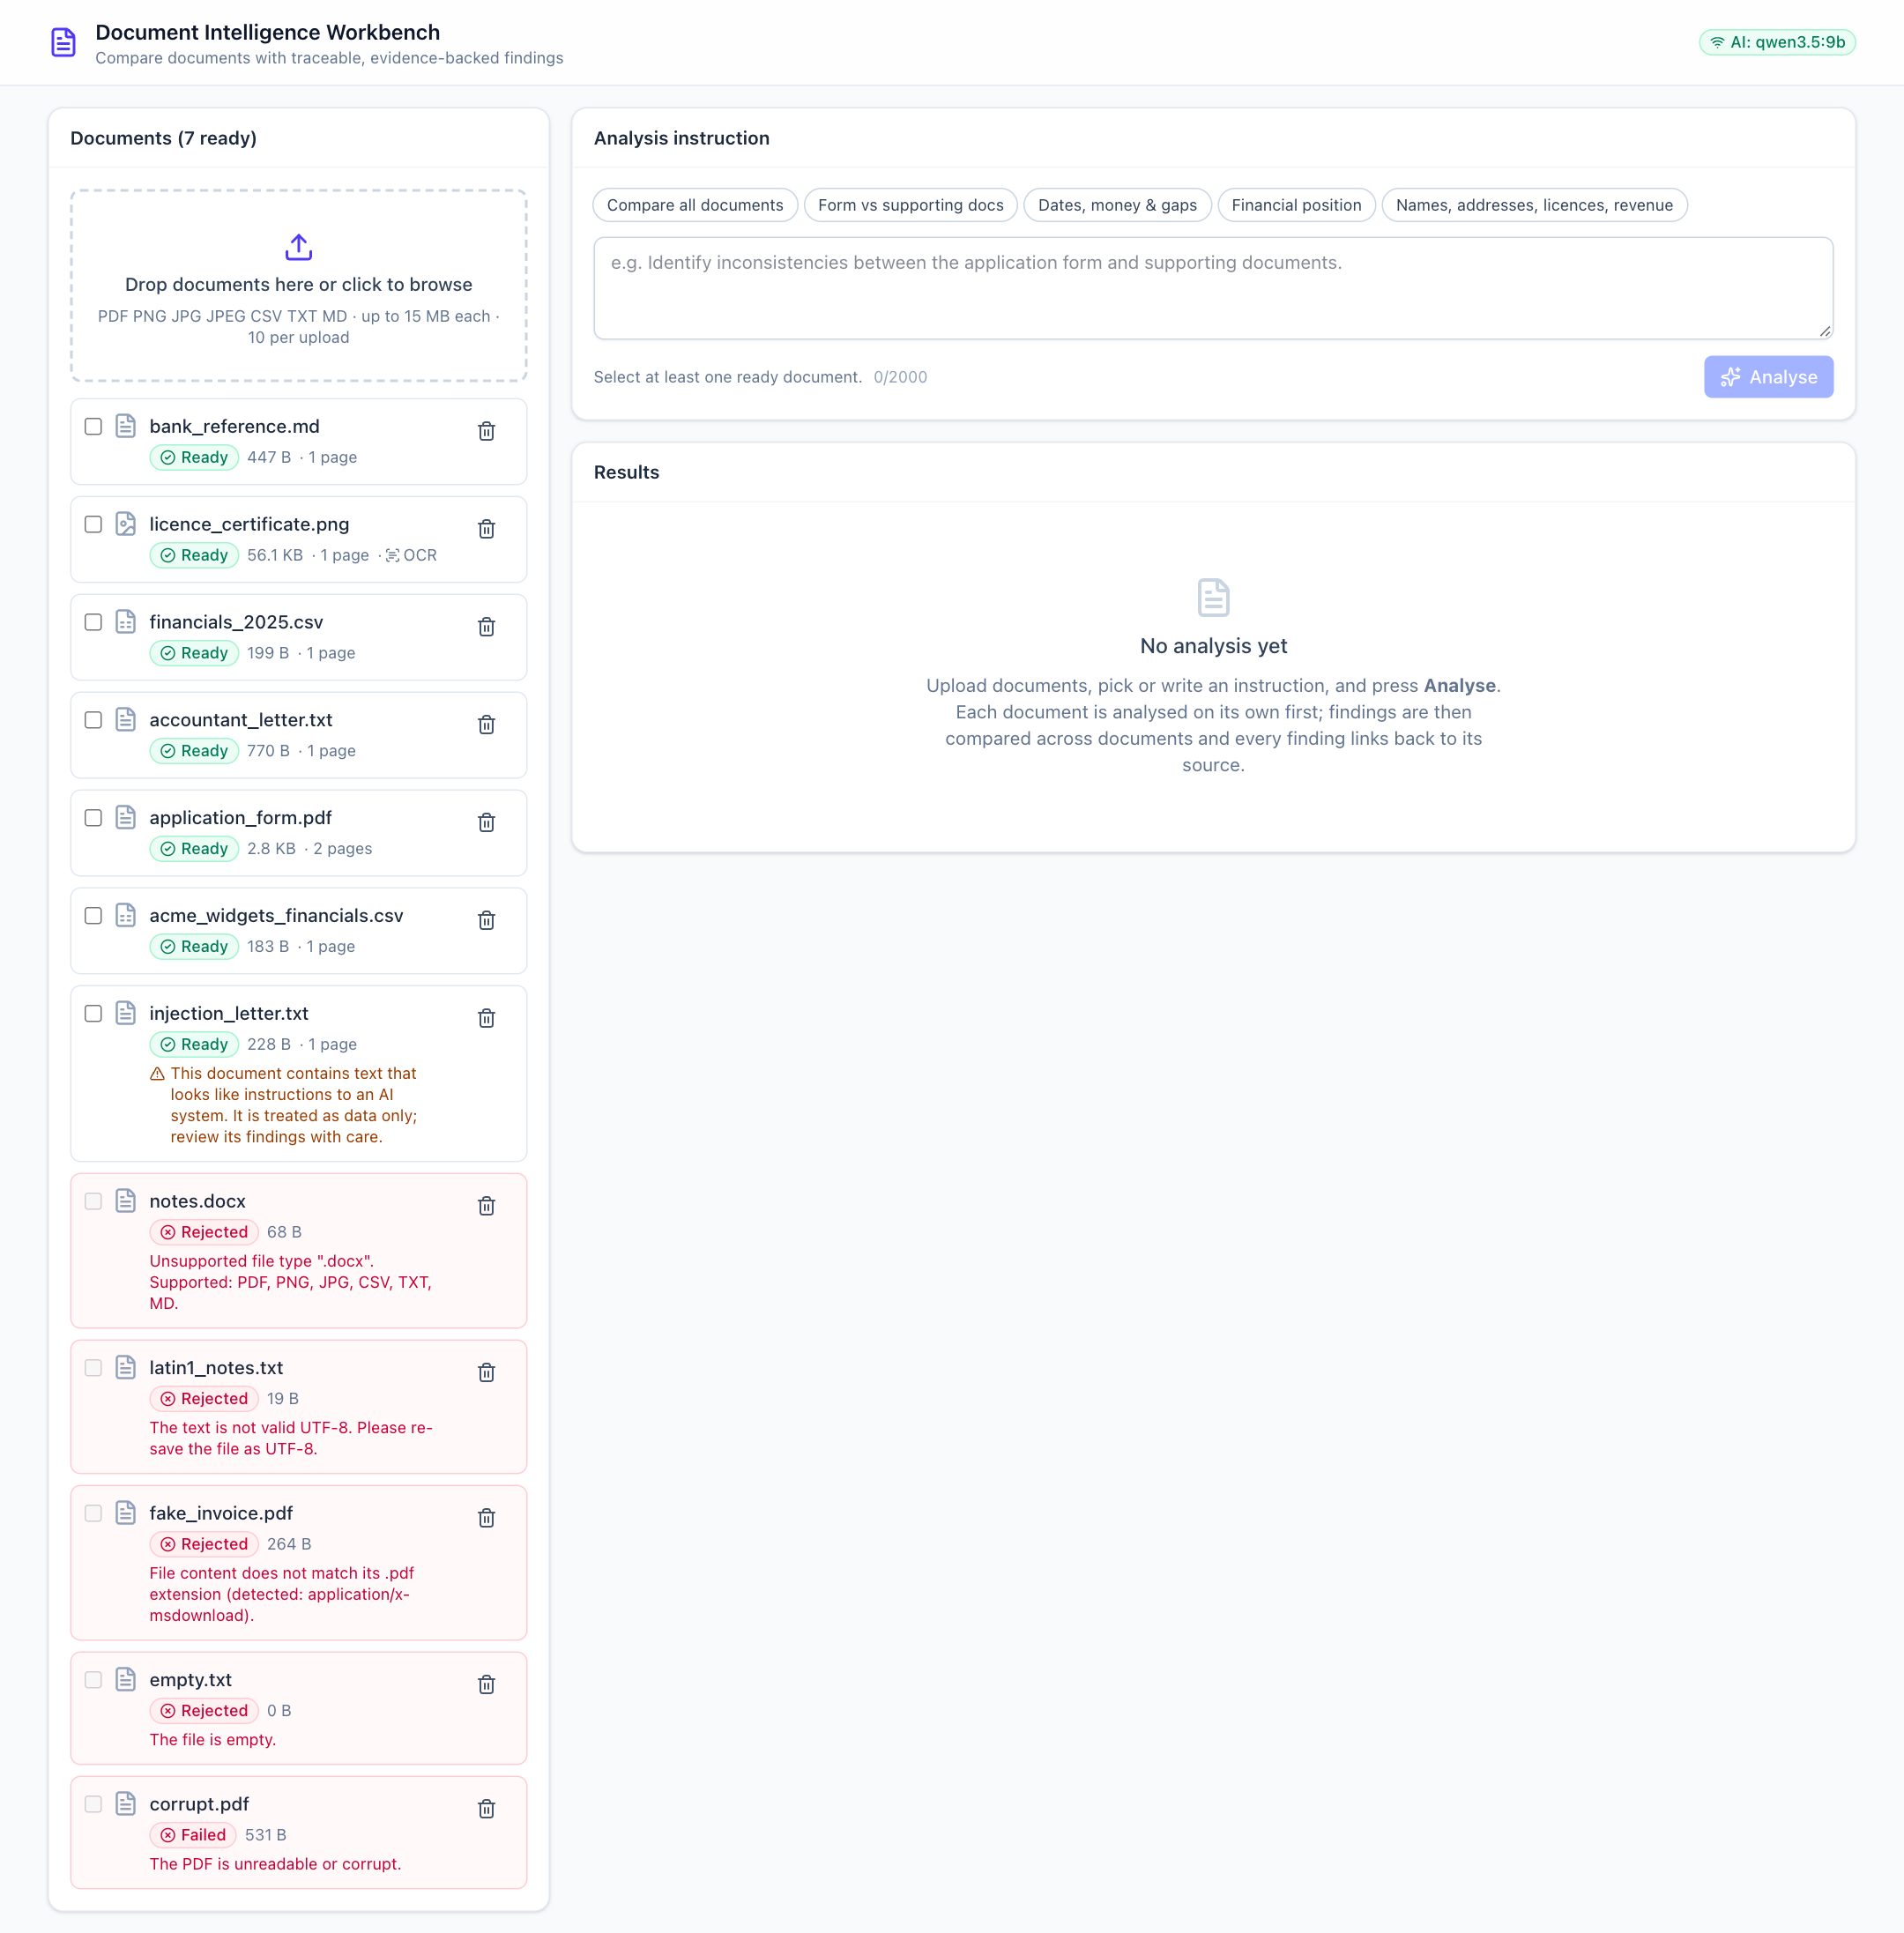 Document Intelligence Workbench
Compare documents with traceable, evidence-backed findings
AI: qwen3.5:9b
Documents (7 ready)
Drop documents here or click to browse
PDF PNG JPG JPEG CSV TXT MD · up to 15 MB each ·
10 per upload
bank_reference.md
Ready 447 B · 1 page
licence_certificate.png
Ready 56.1 KB · 1 page · OCR
financials_2025.csv
Ready 199 B · 1 page
accountant_letter.txt
Ready 770 B · 1 page
application_form.pdf
Ready 2.8 KB · 2 pages
acme_widgets_financials.csv
Ready 183 B · 1 page
injection_letter.txt
Ready 228 B · 1 page
This document contains text that
looks like instructions to an AI
system. It is treated as data only;
review its findings with care.
notes.docx
Rejected 68 B
Unsupported file type ".docx".
Supported: PDF, PNG, JPG, CSV, TXT,
MD.
latin1_notes.txt
Rejected 19 B
The text is not valid UTF-8. Please re-
save the file as UTF-8.
fake_invoice.pdf
Rejected 264 B
File content does not match its .pdf
extension (detected: application/x-
msdownload).
empty.txt
Rejected 0 B
The file is empty.
corrupt.pdf
Failed 531 B
The PDF is unreadable or corrupt.
Analysis instruction
Compare all documents Form vs supporting docs Dates, money & gaps Financial position Names, addresses, licences, revenue
e.g. Identify inconsistencies between the application form and supporting documents.
Select at least one ready document. 0/2000 Analyse
Results
No analysis yet
Upload documents, pick or write an instruction, and press Analyse.
Each document is analysed on its own first; findings are then
compared across documents and every finding links back to its
source.